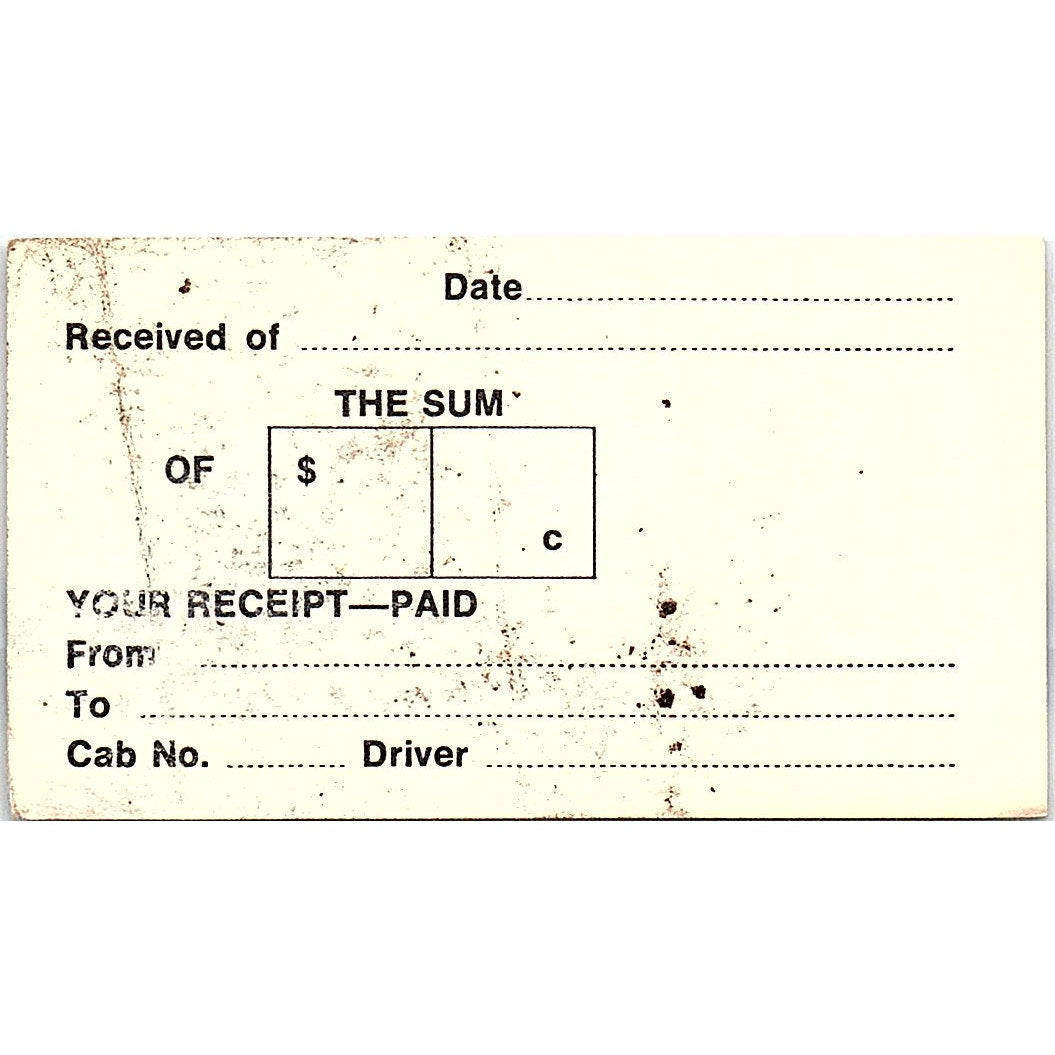 Date
Received of
THE SUM
OF $ c
YOUR RECEIPT—PAID
From
To
Cab No. Driver